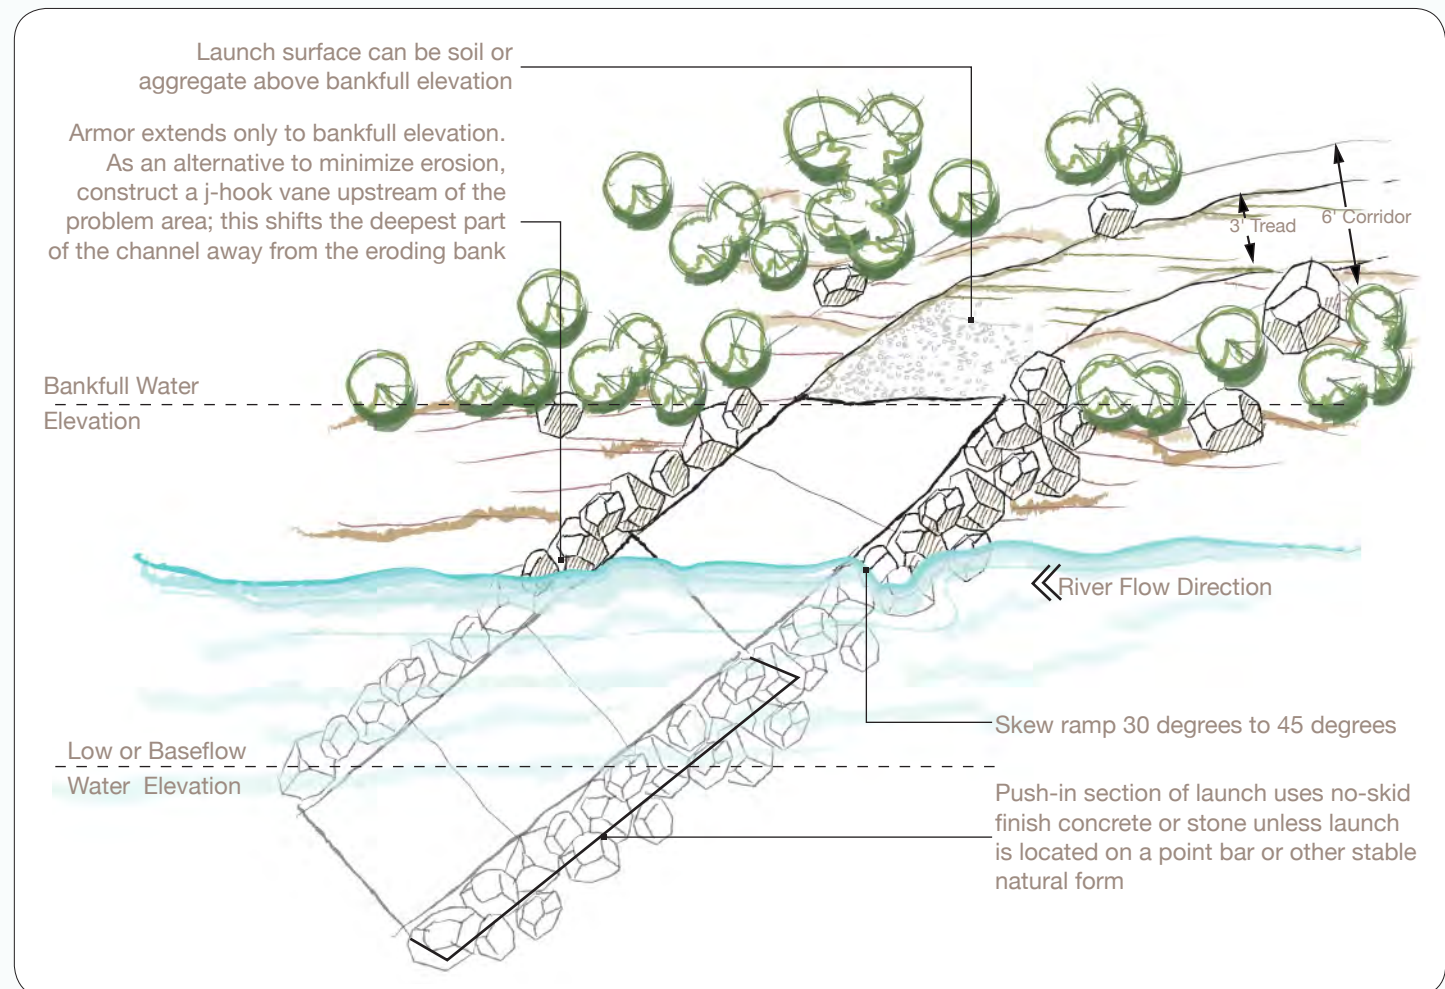 Launch surface can be soil or
aggregate above bankfull elevation
Armor extends only to bankfull elevation.
As an alternative to minimize erosion,
construct a j-hook vane upstream of the
problem area; this shifts the deepest part
of the channel away from the eroding bank
3' Tread
6' Corridor
Bankfull Water
Elevation
River Flow Direction
Skew ramp 30 degrees to 45 degrees
Low or Baseflow
Water Elevation
Push-in section of launch uses no-skid
finish concrete or stone unless launch
is located on a point bar or other stable
natural form